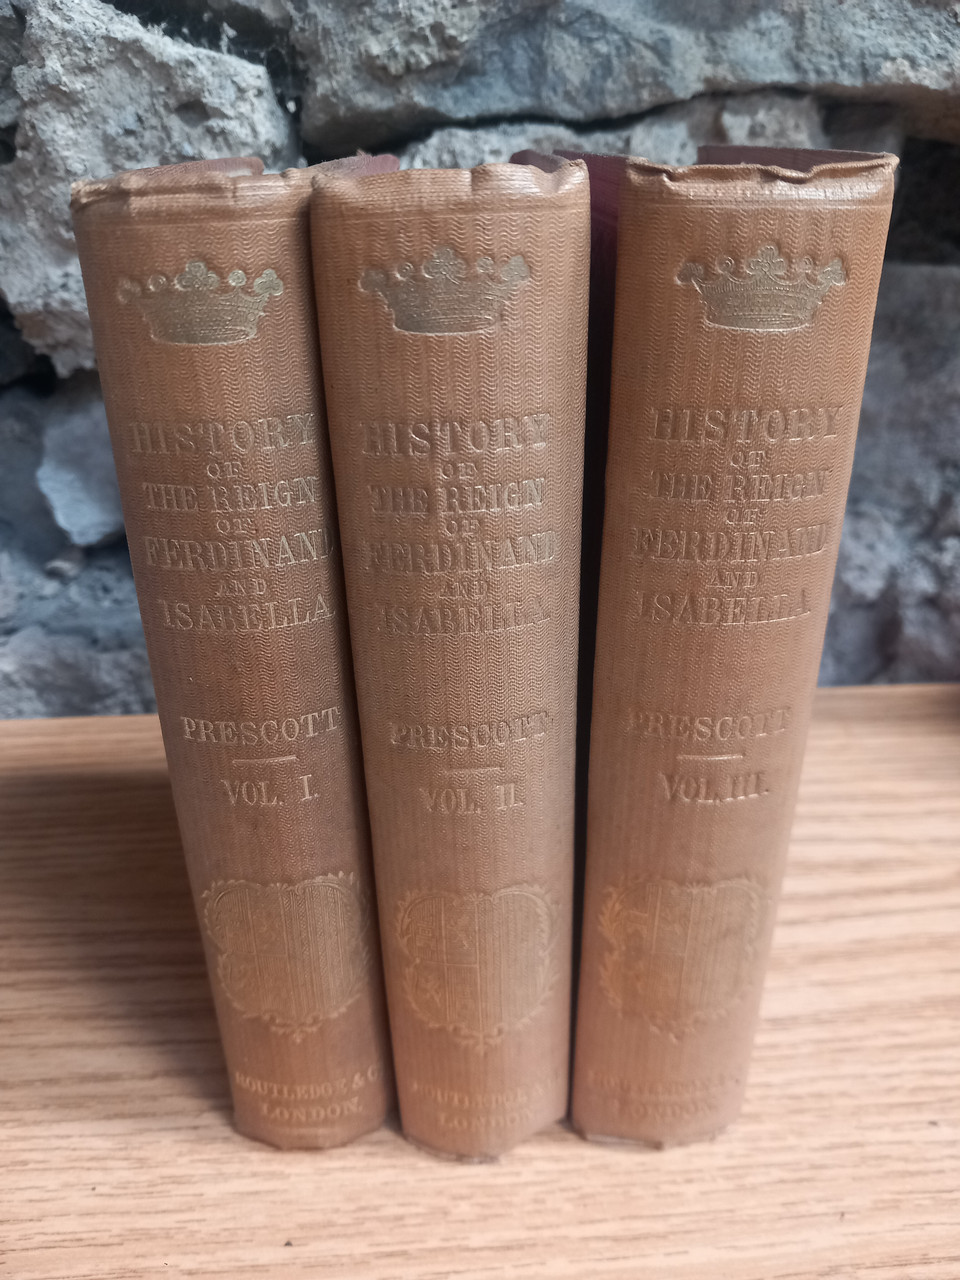 HISTORY
OF
THE REIGN
OF
FERDINAND
AND
ISABELLA
PRESCOTT
VOL. I.
ROUTLEDGE & Co
LONDON.
HISTORY
OF
THE REIGN
OF
FERDINAND
AND
ISABELLA
PRESCOTT
VOL. II.
ROUTLEDGE
LONDON
HISTORY
OF
THE REIGN
OF
FERDINAND
AND
ISABELLA
PRESCOTT
VOL. III.
LONDON.